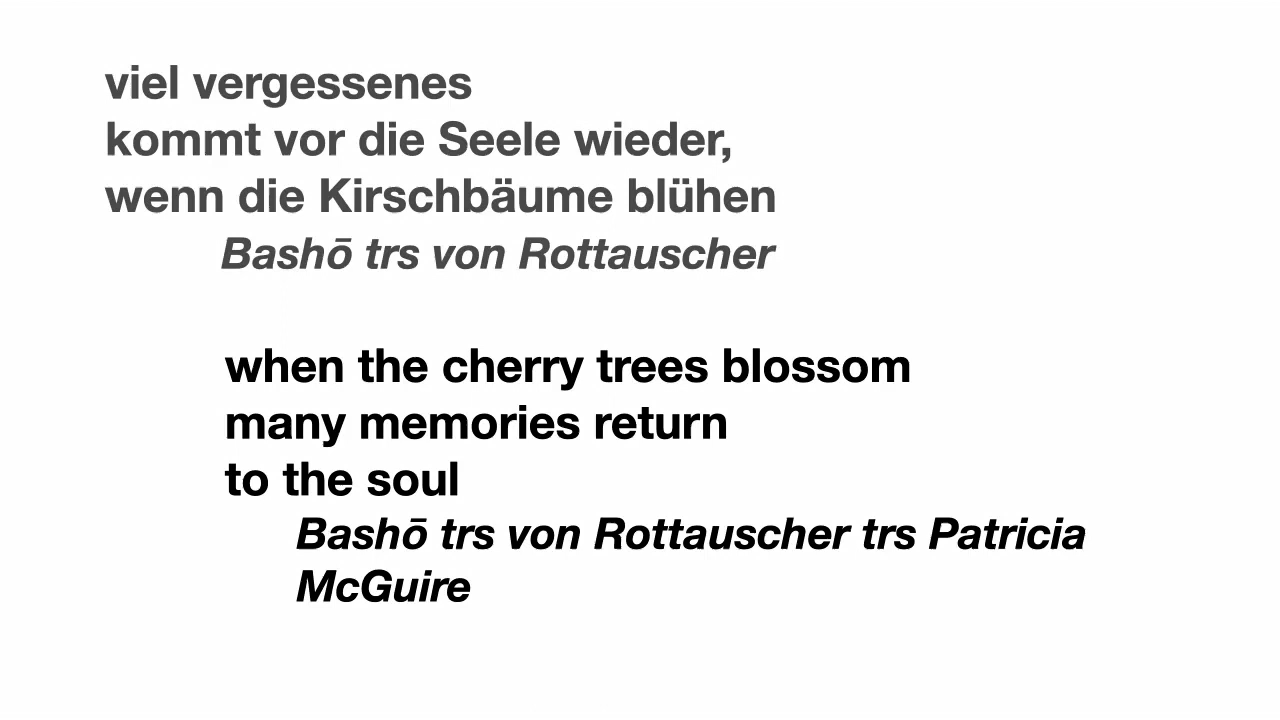 viel vergessenes
kommt vor die Seele wieder,
wenn die Kirschbäume blühen
Bashō trs von Rottauscher
when the cherry trees blossom
many memories return
to the soul
Bashō trs von Rottauscher trs Patricia
McGuire